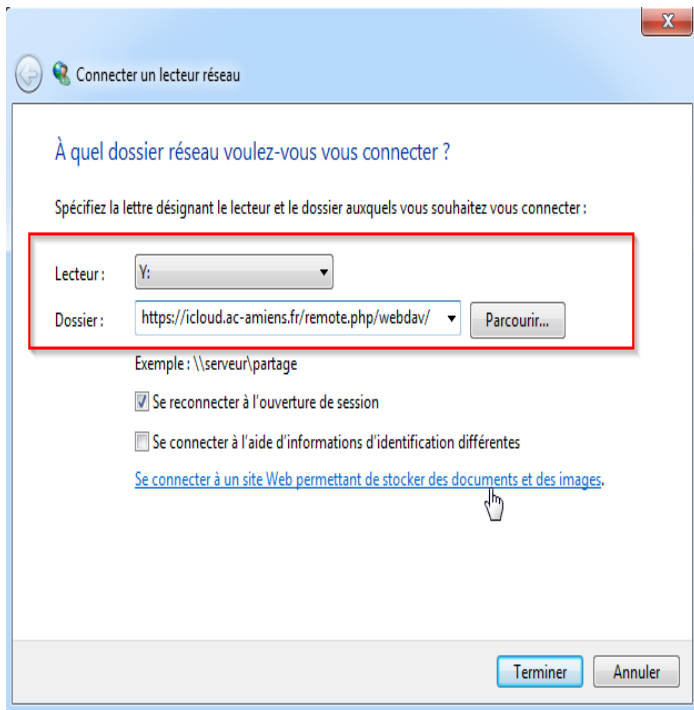 Connecter un lecteur réseau
À quel dossier réseau voulez-vous vous connecter ?
Spécifiez la lettre désignant le lecteur et le dossier auxquels vous souhaitez vous connecter :
Lecteur : Y:
Dossier : https://icloud.ac-amiens.fr/remote.php/webdav/ Parcourir...
Exemple : \\serveur\partage
Se reconnecter à l'ouverture de session
Se connecter à l'aide d'informations d'identification différentes
Se connecter à un site Web permettant de stocker des documents et des images.
Terminer Annuler